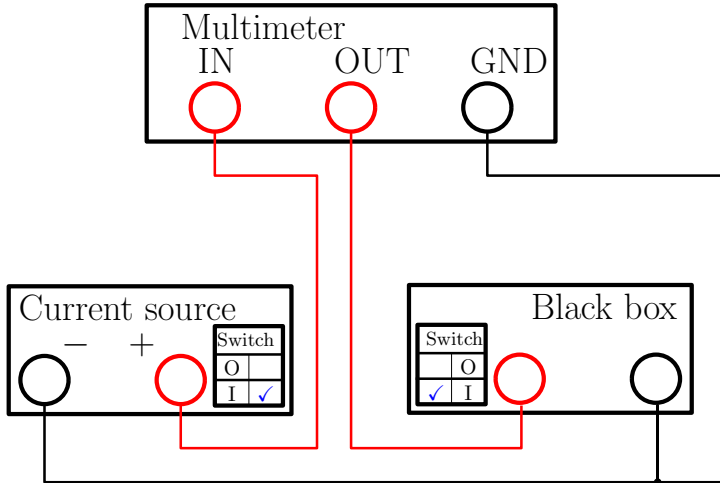 Multimeter
IN OUT GND
Current source
− +
Switch
O
I ✓
Black box
Switch
O
✓ I